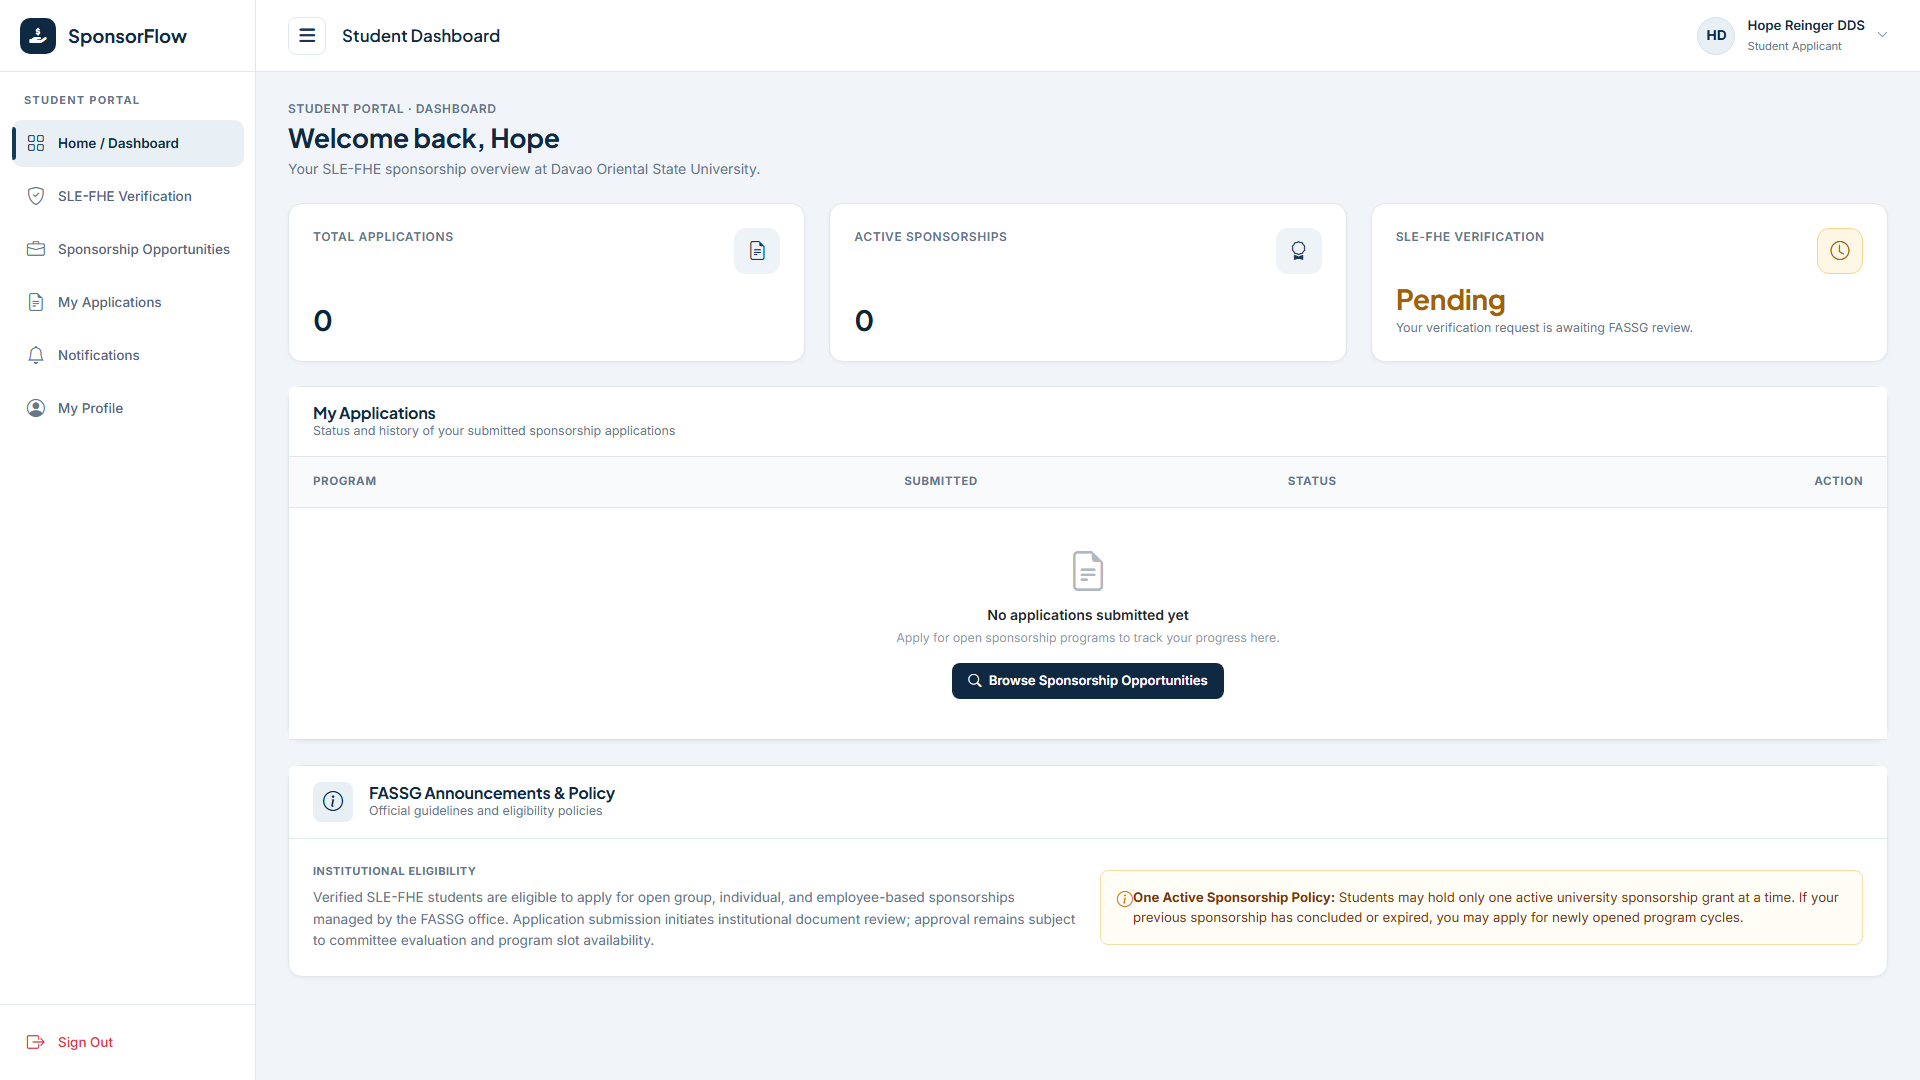 SponsorFlow
Student Dashboard
HD
Hope Reinger DDS
Student Applicant
STUDENT PORTAL
Home / Dashboard
SLE-FHE Verification
Sponsorship Opportunities
My Applications
Notifications
My Profile
Sign Out
STUDENT PORTAL · DASHBOARD
Welcome back, Hope
Your SLE-FHE sponsorship overview at Davao Oriental State University.
TOTAL APPLICATIONS
0
ACTIVE SPONSORSHIPS
0
SLE-FHE VERIFICATION
Pending
Your verification request is awaiting FASSG review.
My Applications
Status and history of your submitted sponsorship applications
PROGRAM SUBMITTED STATUS ACTION
No applications submitted yet
Apply for open sponsorship programs to track your progress here.
Browse Sponsorship Opportunities
FASSG Announcements & Policy
Official guidelines and eligibility policies
INSTITUTIONAL ELIGIBILITY
Verified SLE-FHE students are eligible to apply for open group, individual, and employee-based sponsorships
managed by the FASSG office. Application submission initiates institutional document review; approval remains subject
to committee evaluation and program slot availability.
One Active Sponsorship Policy: Students may hold only one active university sponsorship grant at a time. If your
previous sponsorship has concluded or expired, you may apply for newly opened program cycles.